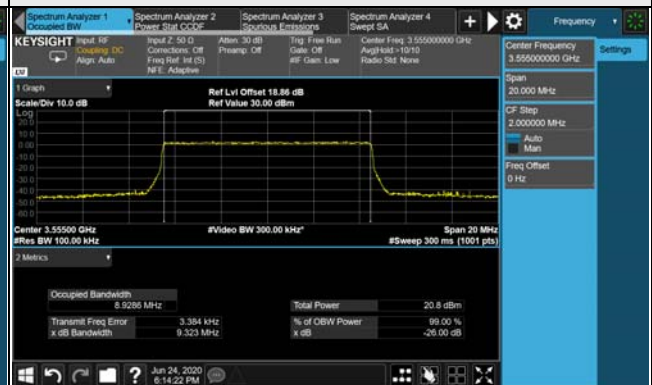 Spectrum Analyzer 1
Occupied BW
Spectrum Analyzer 2
Power Stat CCDF
Spectrum Analyzer 3
Spurious Emissions
Spectrum Analyzer 4
Swept SA
Frequency
KEYSIGHT
Input: RF
Coupling: DC
Align: Auto
Input Z: 50 Ω
Corrections: Off
Freq Ref: Int (S)
NFE: Adaptive
Atten: 30 dB
Preamp: Off
Trig: Free Run
Gate: Off
#IF Gain: Low
Center Freq: 3.555000000 GHz
Avg|Hold:>10/10
Radio Std: None
LXI
1 Graph
Scale/Div 10.0 dB
Ref Lvl Offset 18.86 dB
Ref Value 30.00 dBm
Log
20.0
10.0
0.00
-10.0
-20.0
-30.0
-40.0
-50.0
-60.0
Center 3.55500 GHz
#Res BW 100.00 kHz
#Video BW 300.00 kHz*
Span 20 MHz
#Sweep 300 ms (1001 pts)
2 Metrics
Occupied Bandwidth
8.9286 MHz
Total Power
20.8 dBm
Transmit Freq Error
3.384 kHz
% of OBW Power
99.00 %
x dB Bandwidth
9.323 MHz
x dB
-26.00 dB
Jun 24, 2020
6:14:22 PM
Center Frequency
3.555000000 GHz
Settings
Span
20.000 MHz
CF Step
2.000000 MHz
Auto
Man
Freq Offset
0 Hz